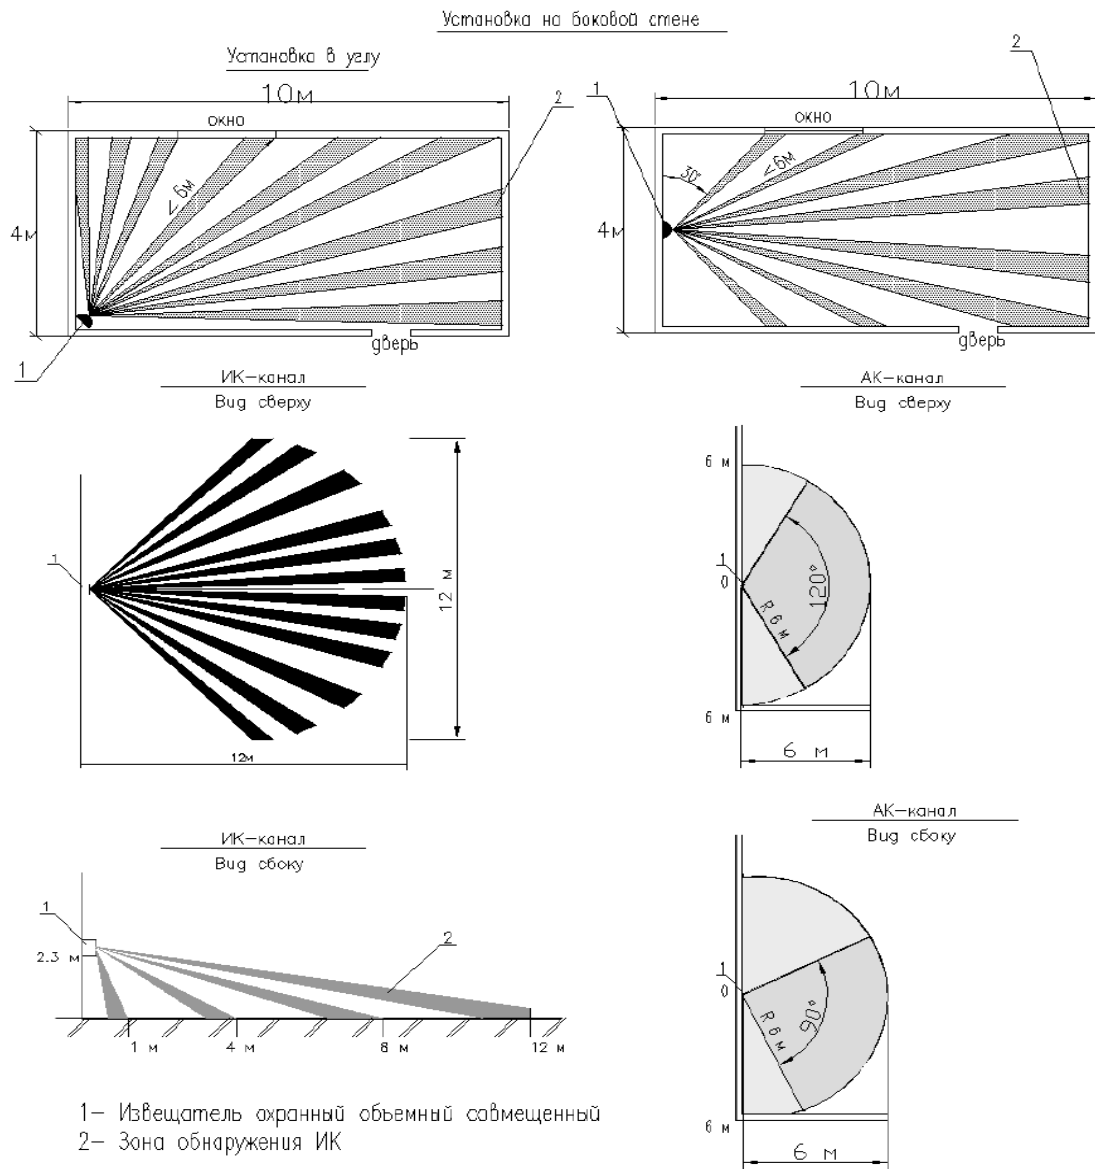 Установка на боковой стене
Установка в углу
10м
окно
1
2
<6м
4м
дверь
1
10м
окно
1
2
30°
<6м
4м
дверь
ИК-канал
Вид сверху
1
12 м
12м
АК-канал
Вид сверху
6 м
1
0
120°
R 6 м
6 м
6 м
ИК-канал
Вид сбоку
1
2.3 м
2
1 м
4 м
8 м
12 м
АК-канал
Вид сбоку
1
0
90°
R 6 м
6 м
6 м
1- Извещатель охранный объемный совмещенный
2- Зона обнаружения ИК